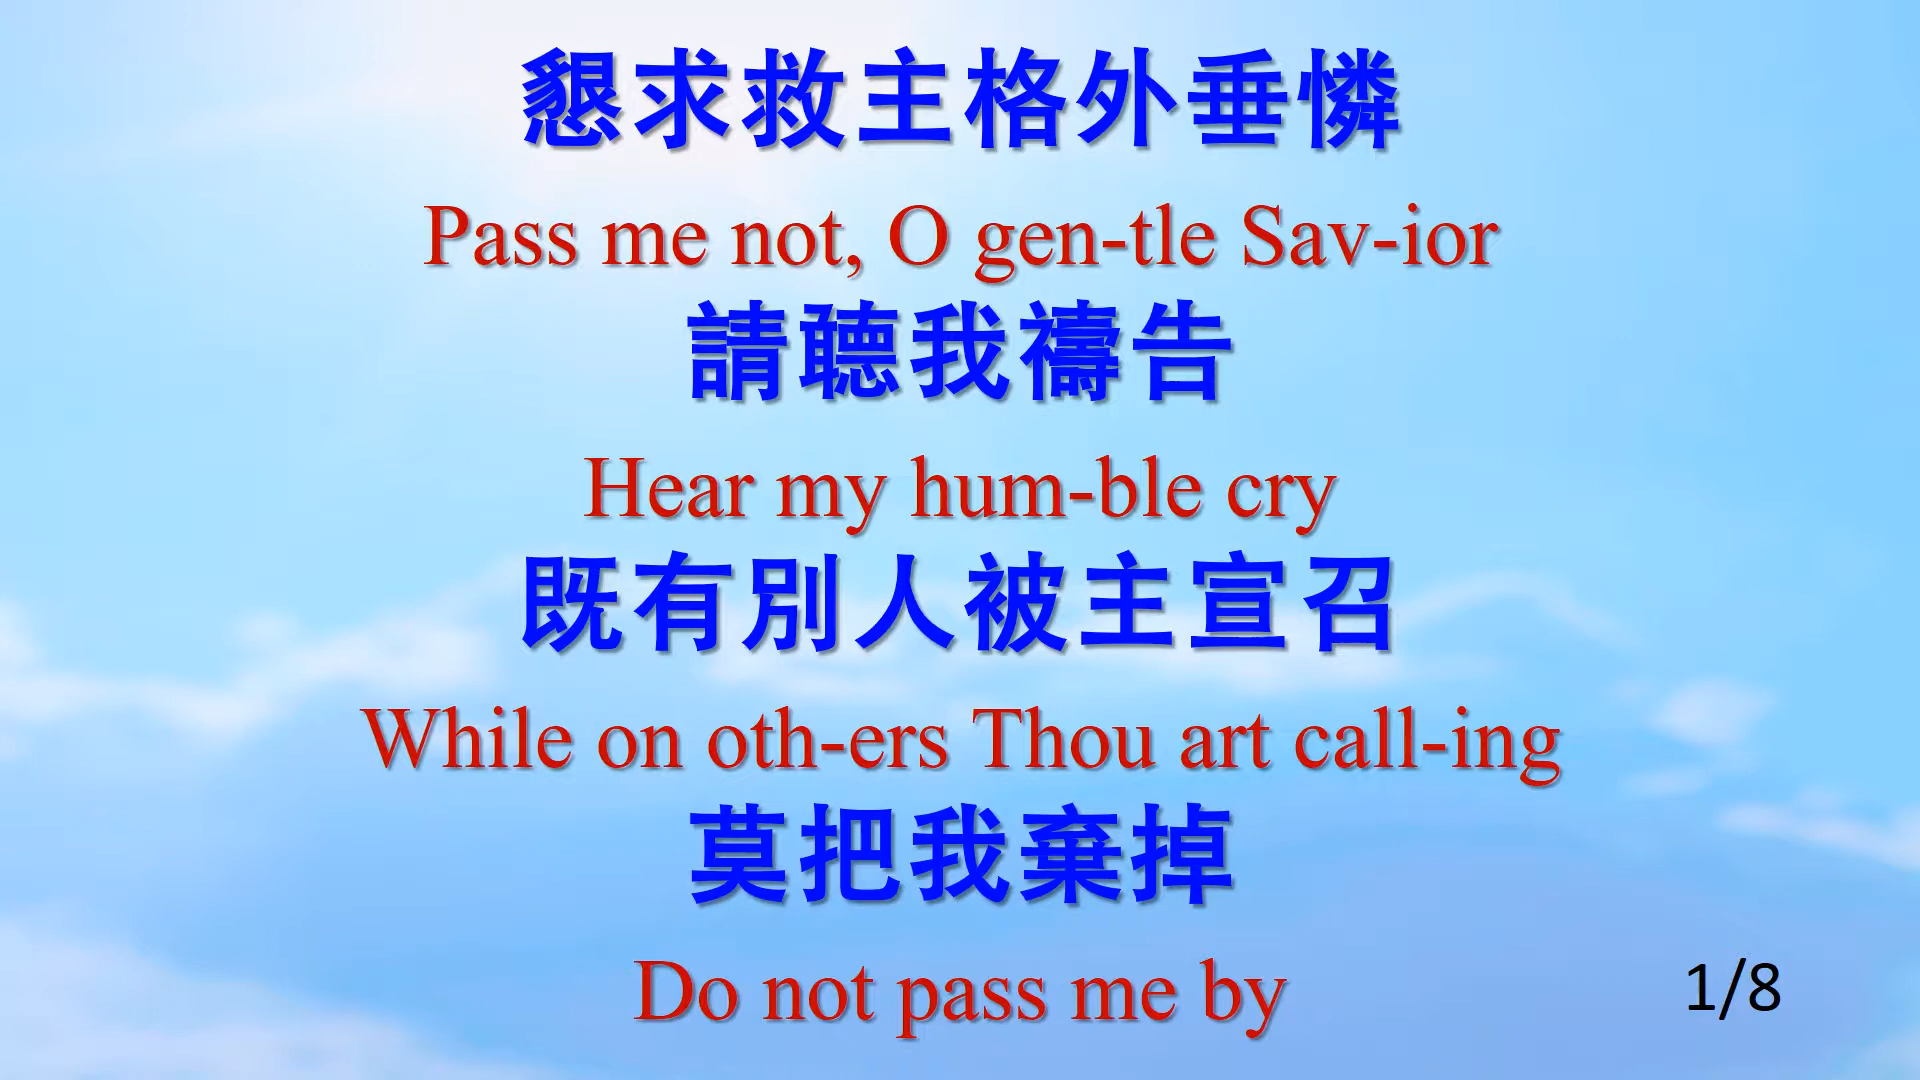 懇求救主格外垂憐
Pass me not, O gen-tle Sav-ior
請聽我禱告
Hear my hum-ble cry
既有別人被主宣召
While on oth-ers Thou art call-ing
莫把我棄掉
Do not pass me by
1/8